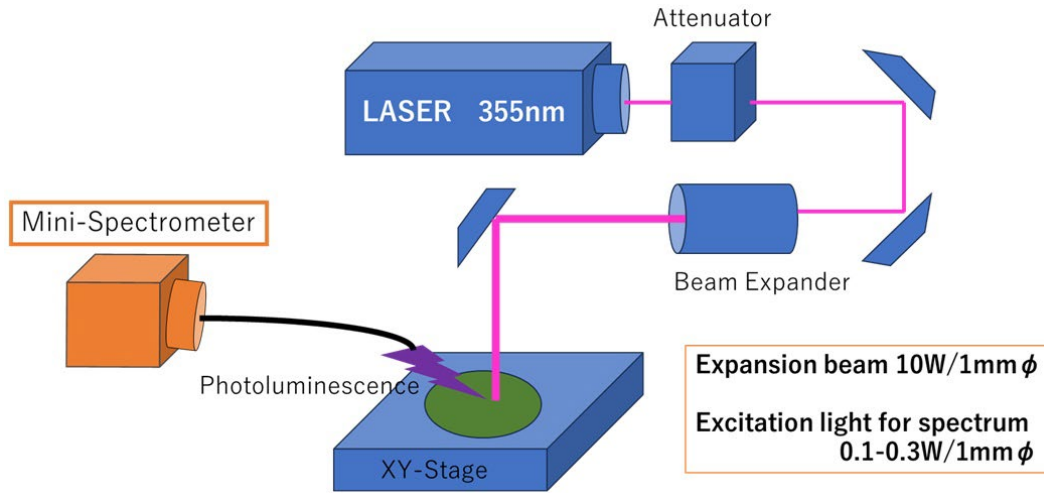 Attenuator
LASER 355nm
Mini-Spectrometer
Beam Expander
Photoluminescence
XY-Stage
Expansion beam 10W/1mmϕ
Excitation light for spectrum
0.1-0.3W/1mmϕ